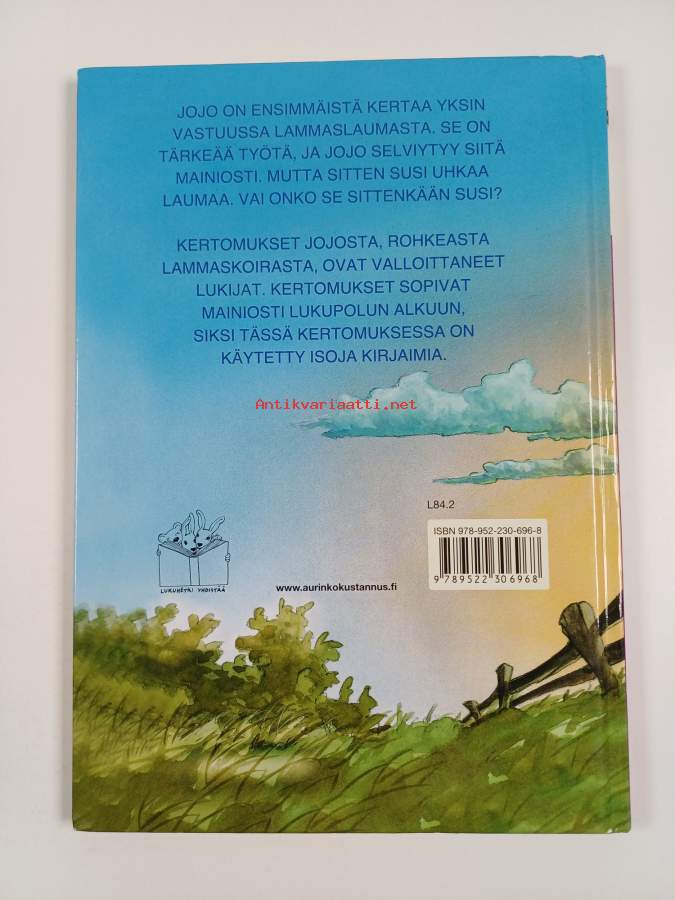 JOJO ON ENSIMMÄISTÄ KERTAA YKSIN
VASTUUSSA LAMMASLAUMASTA. SE ON
TÄRKEÄÄ TYÖTÄ, JA JOJO SELVIYTYY SIITÄ
MAINIOSTI. MUTTA SITTEN SUSI UHKAA
LAUMAA. VAI ONKO SE SITTENKÄÄN SUSI?
KERTOMUKSET JOJOSTA, ROHKEASTA
LAMMASKOIRASTA, OVAT VALLOITTANEET
LUKIJAT. KERTOMUKSET SOPIVAT
MAINIOSTI LUKUPOLUN ALKUUN,
SIKSI TÄSSÄ KERTOMUKSESSA ON
KÄYTETTY ISOJA KIRJAIMIA.
Antikvariaatti.net
L84.2
ISBN 978-952-230-696-8
9 789522 306968
LUKUHETKI YHDISTÄÄ
www.aurinkokustannus.fi